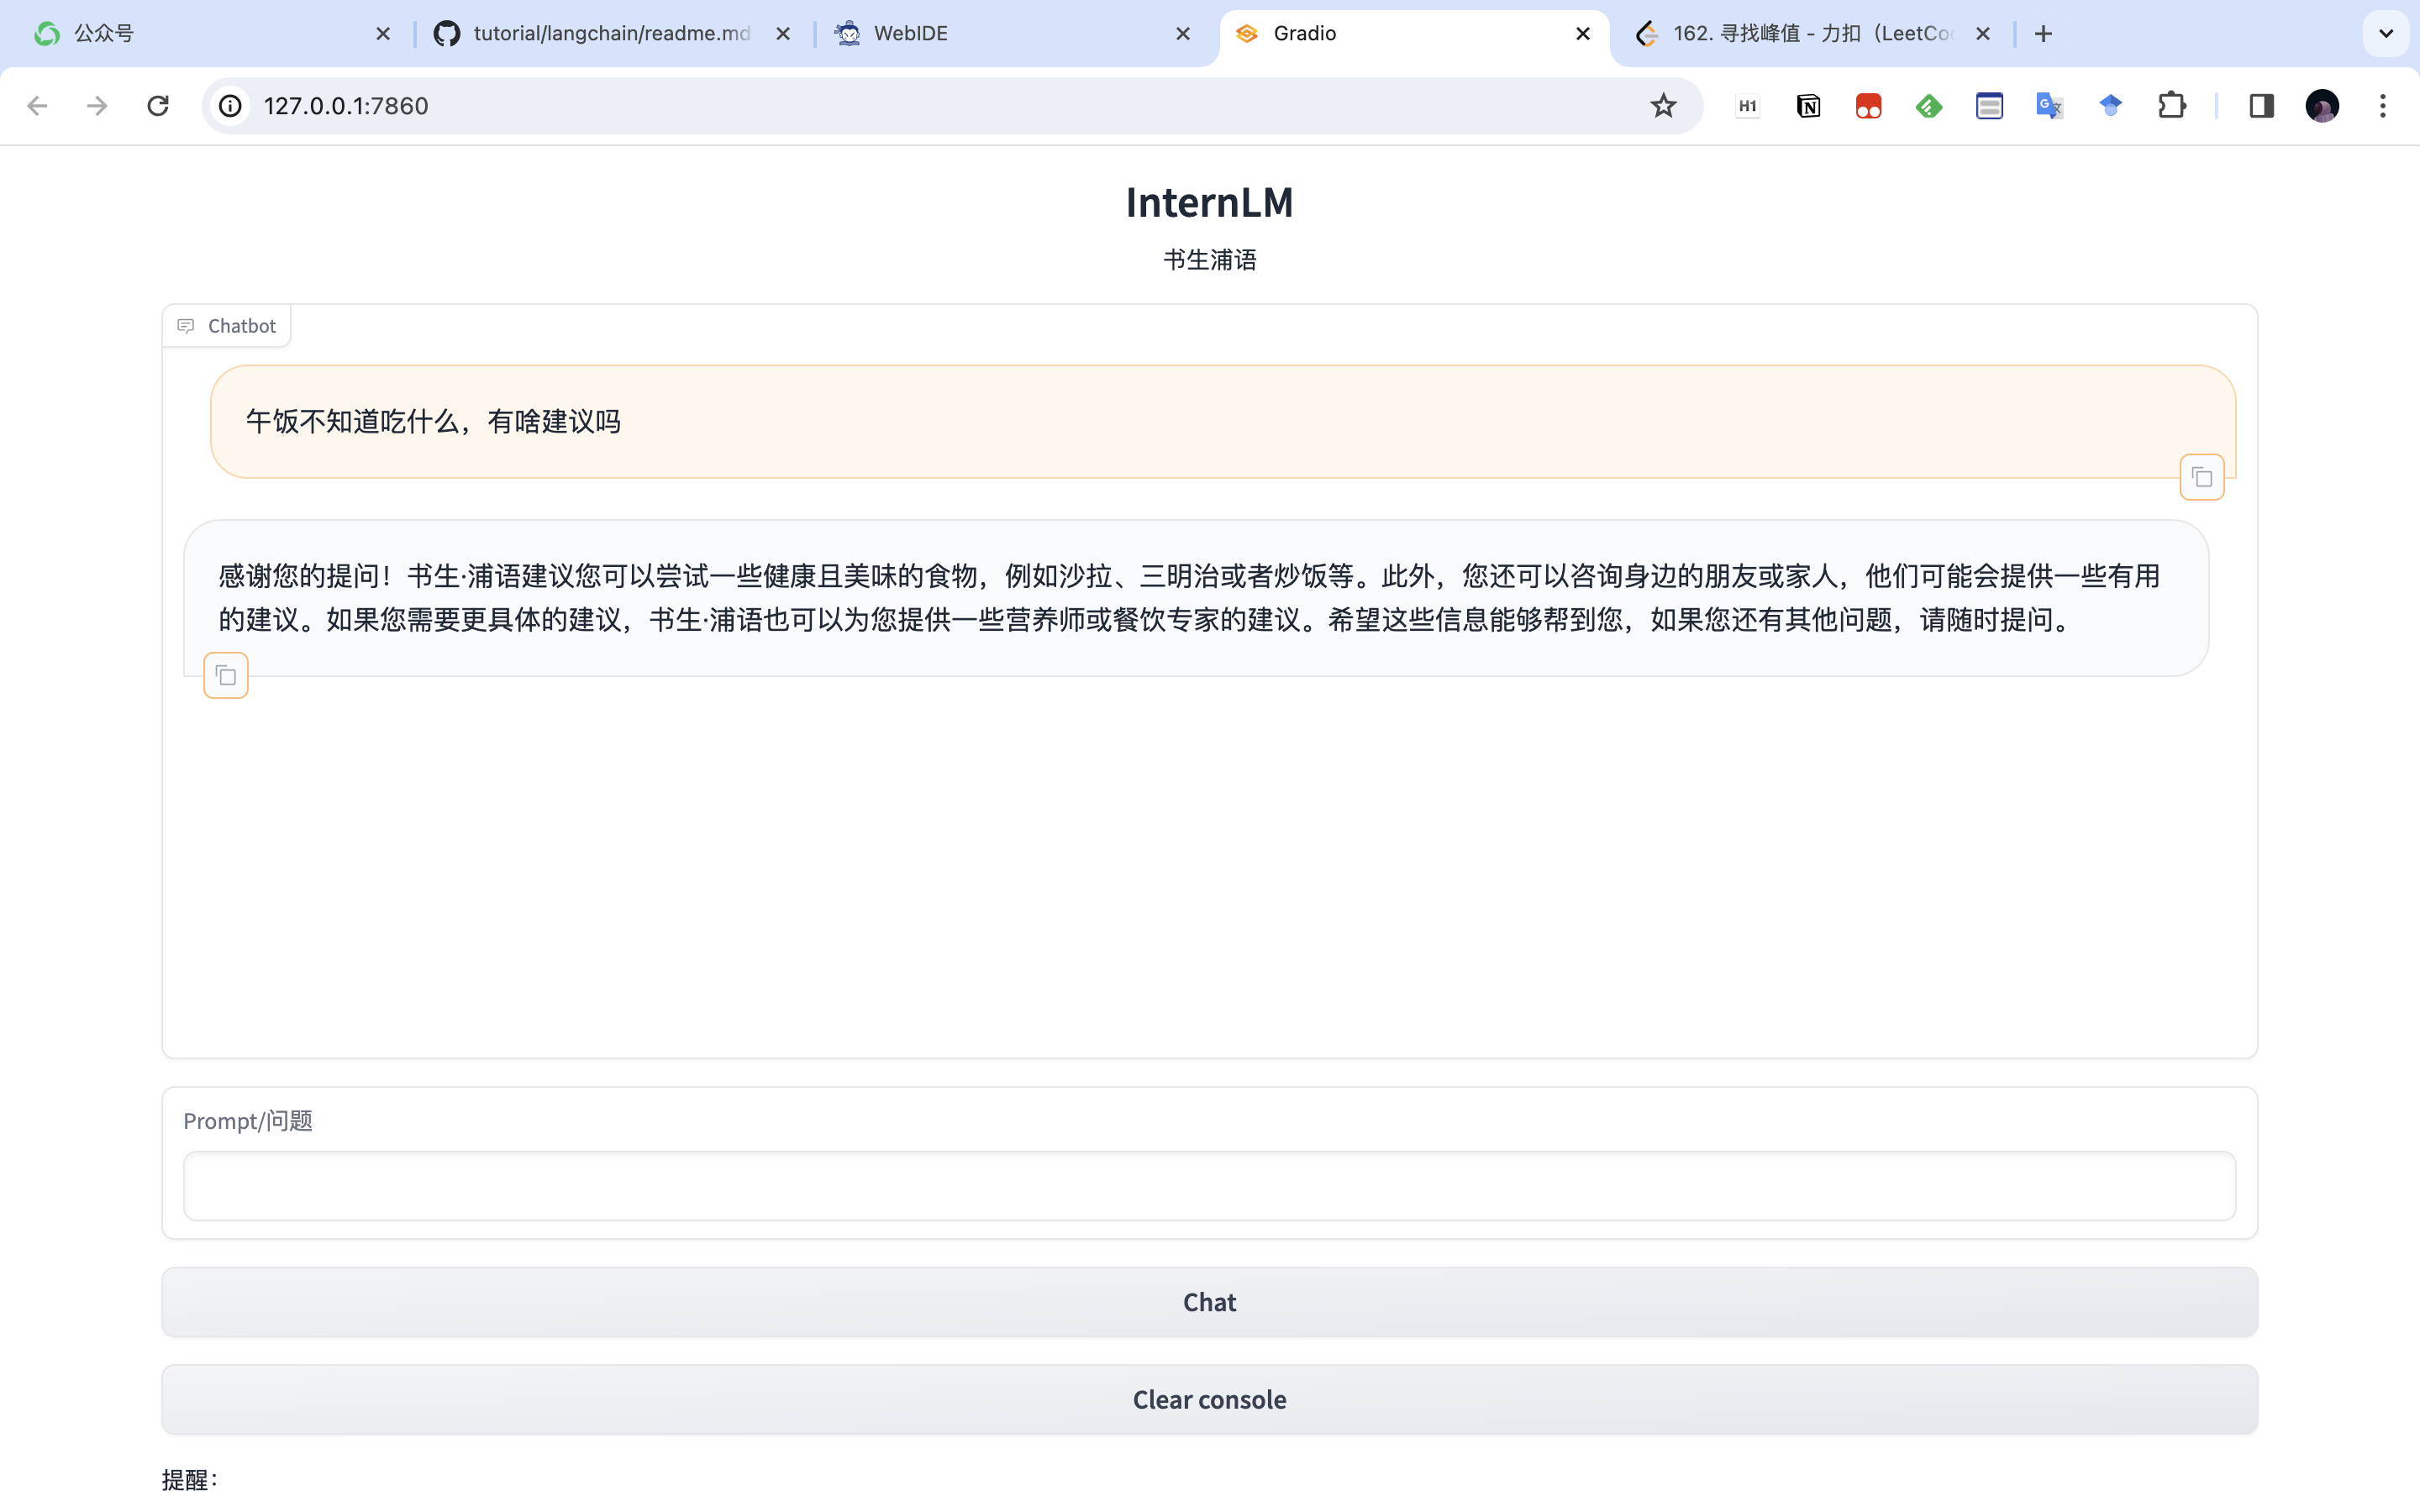 公众号
tutorial/langchain/readme.md
WebIDE
Gradio
162. 寻找峰值 - 力扣（LeetCo
127.0.0.1:7860
H1
InternLM
书生浦语
Chatbot
午饭不知道吃什么，有啥建议吗
感谢您的提问！书生·浦语建议您可以尝试一些健康且美味的食物，例如沙拉、三明治或者炒饭等。此外，您还可以咨询身边的朋友或家人，他们可能会提供一些有用
的建议。如果您需要更具体的建议，书生·浦语也可以为您提供一些营养师或餐饮专家的建议。希望这些信息能够帮到您，如果您还有其他问题，请随时提问。
Prompt/问题
Chat
Clear console
提醒：